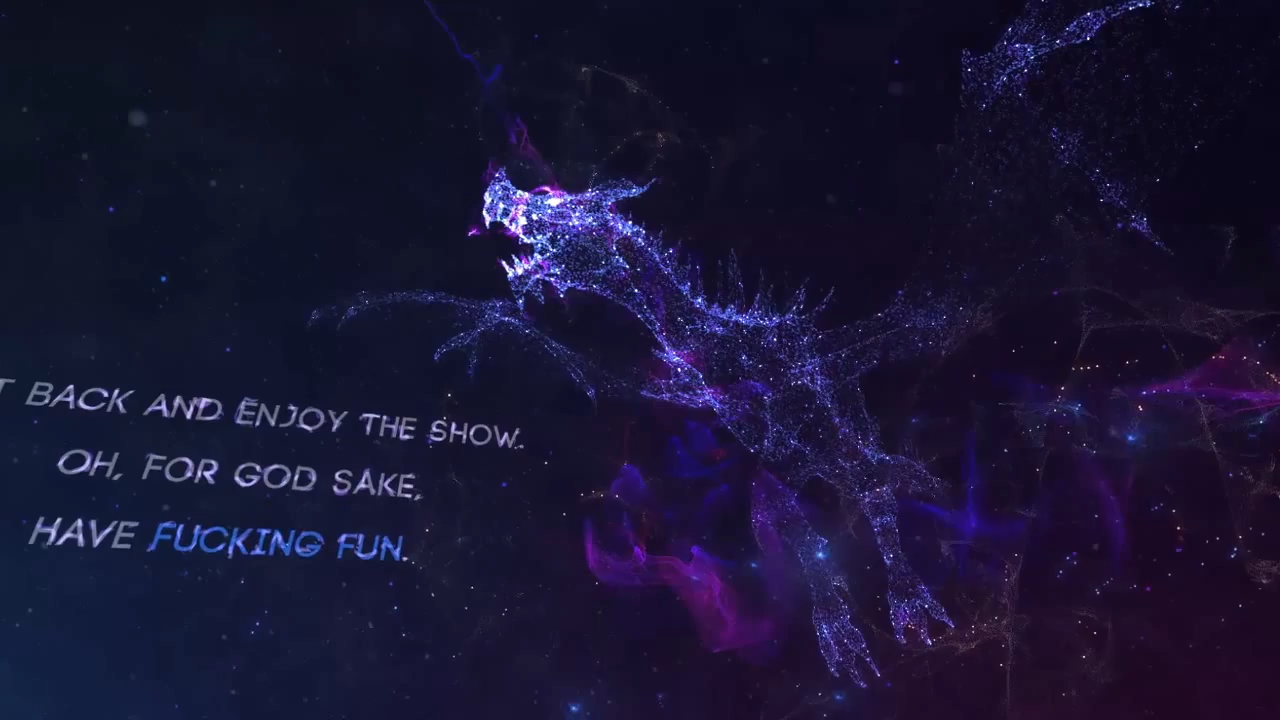 T BACK AND ENJOY THE SHOW.
OH, FOR GOD SAKE,
HAVE FUCKING FUN.